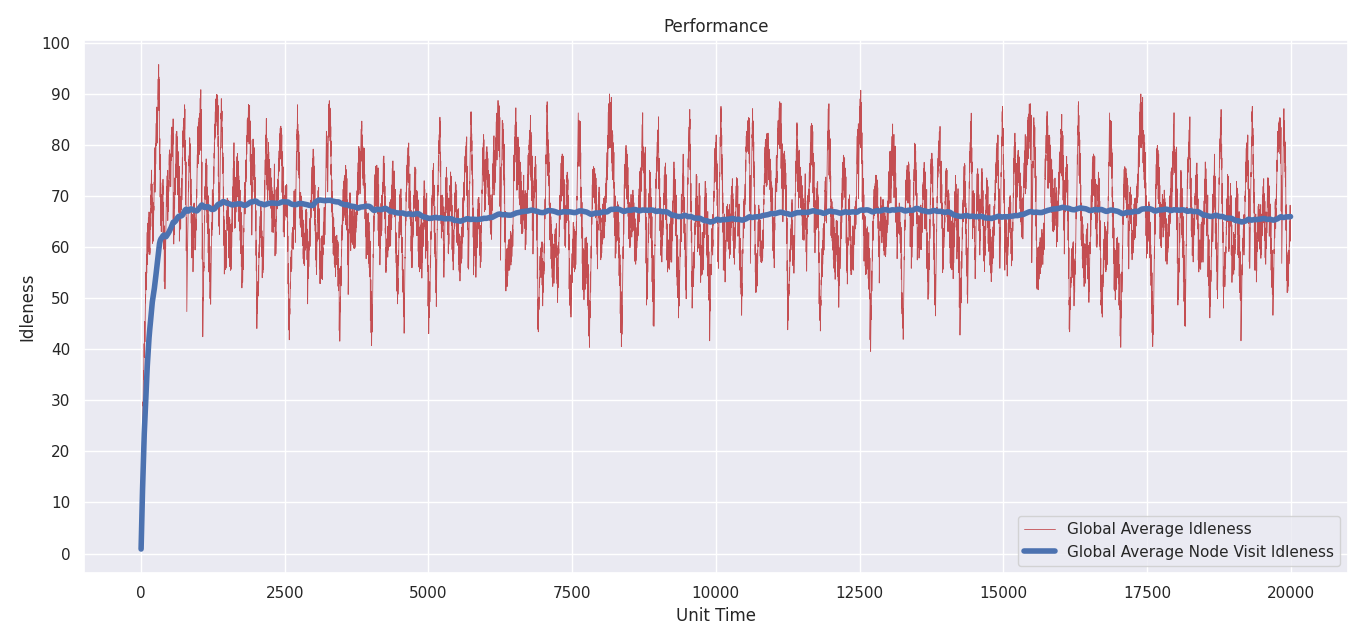 Performance
100
90
80
70
60
50
40
30
20
10
0
Idleness
0 2500 5000 7500 10000 12500 15000 17500 20000
Unit Time
Global Average Idleness
Global Average Node Visit Idleness